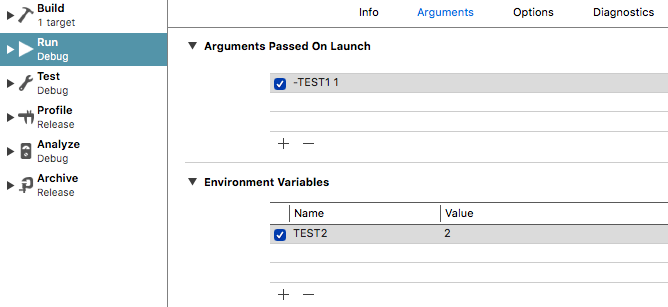 Build
1 target
Run
Debug
Test
Debug
Profile
Release
Analyze
Debug
Archive
Release
Info Arguments Options Diagnostics
Arguments Passed On Launch
-TEST1 1
+ −
Environment Variables
Name Value
TEST2 2
+ −